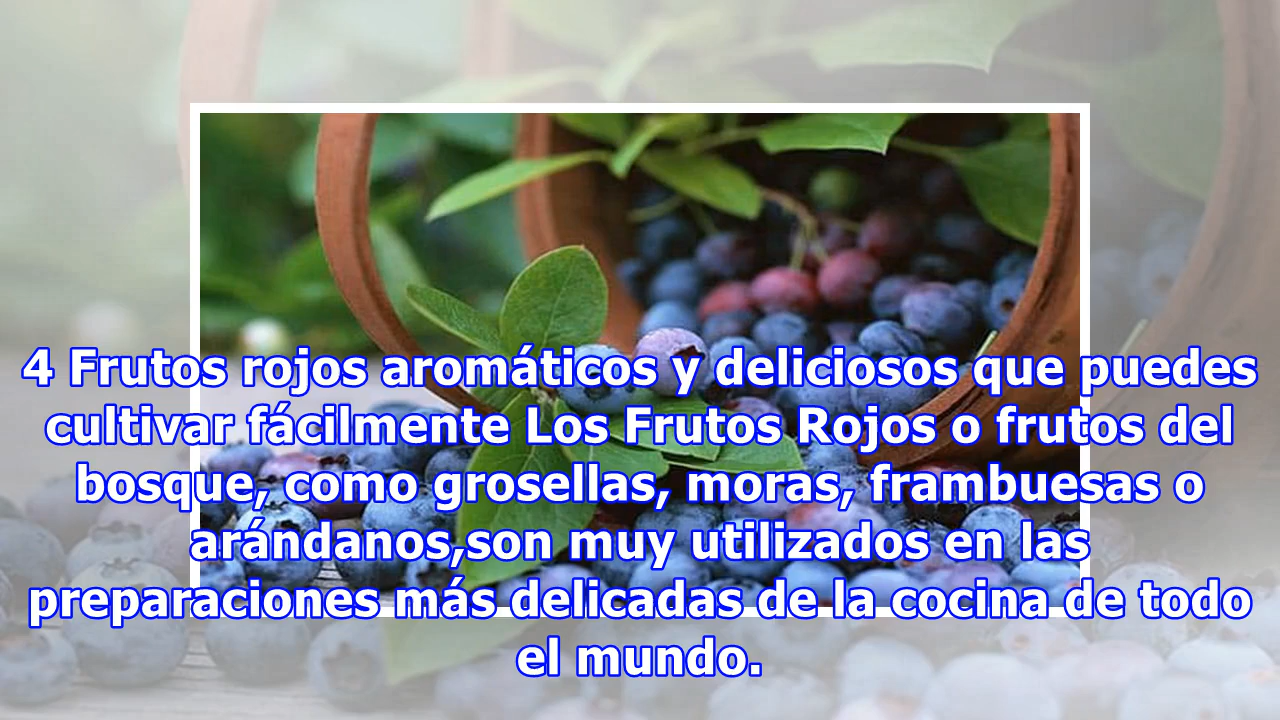 4 Frutos rojos aromáticos y deliciosos que puedes
cultivar fácilmente Los Frutos Rojos o frutos del
bosque, como grosellas, moras, frambuesas o
arándanos,son muy utilizados en las
preparaciones más delicadas de la cocina de todo
el mundo.